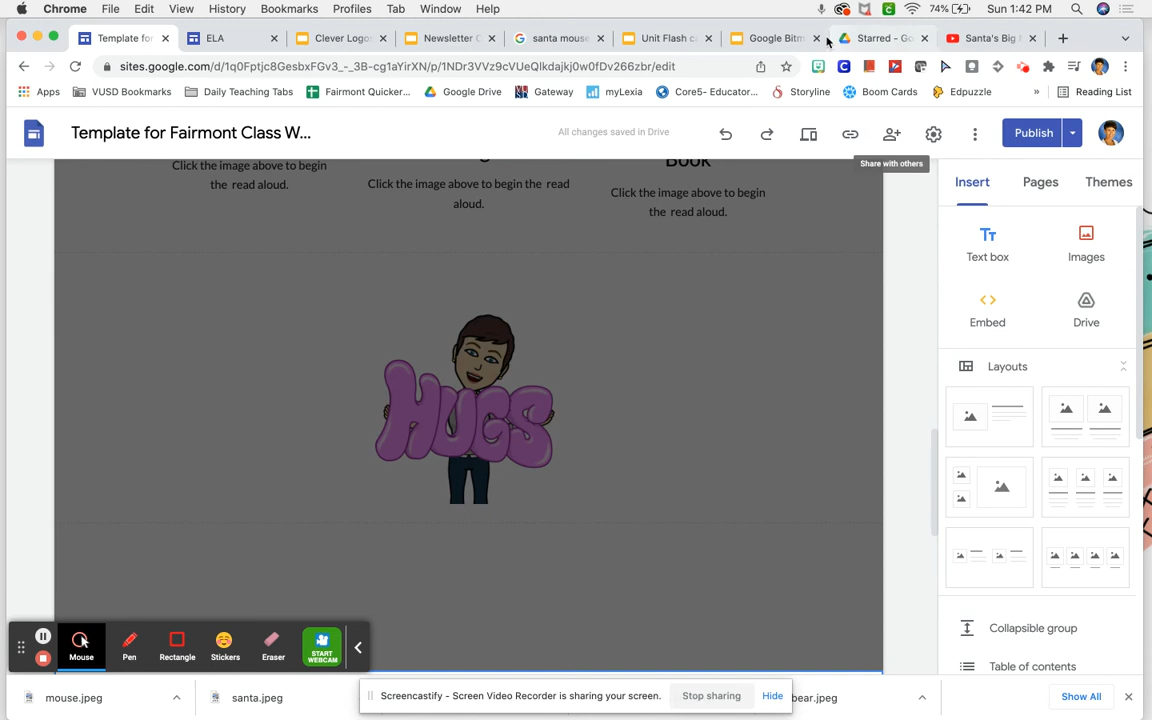 Chrome File Edit View History Bookmarks Profiles Tab Window Help 74% Sun 1:42 PM
Template for ELA Clever Logo Newsletter C santa mouse Unit Flash ca Google Bitm Starred - Go Santa's Big
sites.google.com/d/1q0Fptjc8GesbxFGv3_-_3B-cg1aYirXN/p/1NDr3VVz9cVUeQlkdajkj0w0fDv266zbr/edit
Apps VUSD Bookmarks Daily Teaching Tabs Fairmont Quicker... Google Drive Gateway myLexia Core5- Educator... Storyline Boom Cards Edpuzzle » Reading List
Template for Fairmont Class W... All changes saved in Drive Publish
Share with others
Book
Click the image above to begin the read aloud.
Click the image above to begin the read aloud.
Click the image above to begin the read aloud.
HUGS
Insert Pages Themes
Text box Images
Embed Drive
Layouts
Collapsible group
Table of contents
Mouse Pen Rectangle Stickers Eraser START WEBCAM
mouse.jpeg santa.jpeg Screencastify - Screen Video Recorder is sharing your screen. Stop sharing Hide bear.jpeg Show All